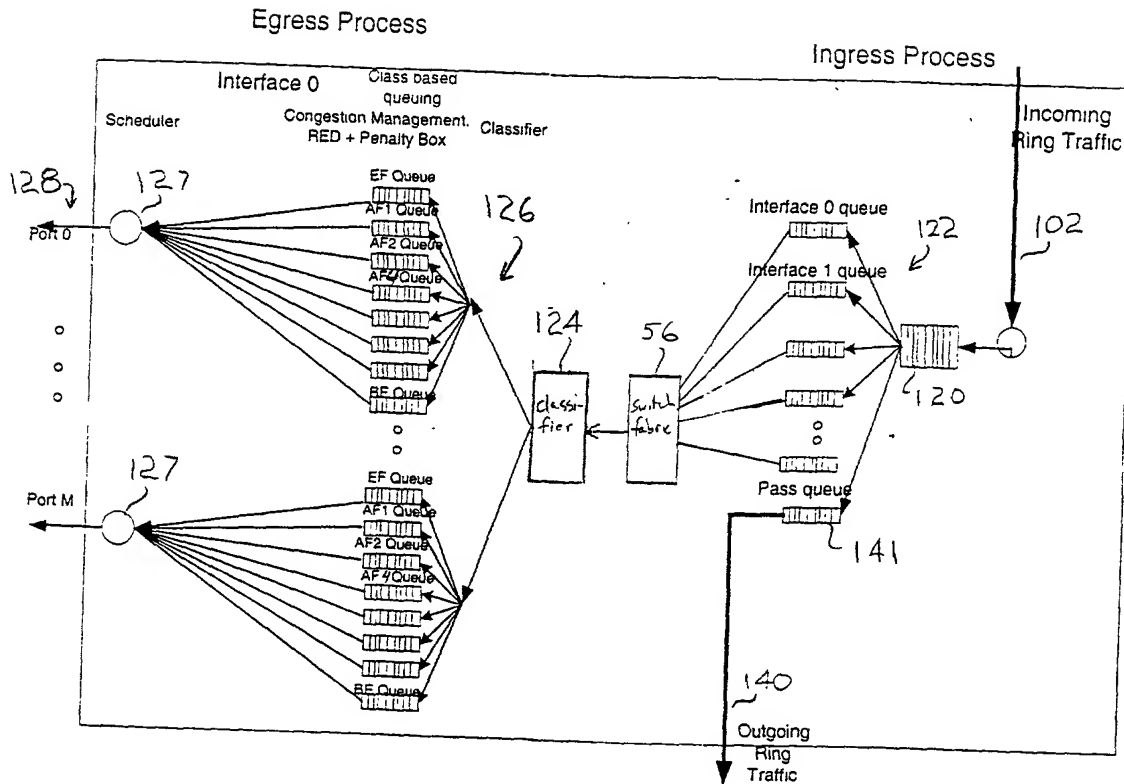 Egress Process
Ingress Process
Interface 0
Class based
queuing
Scheduler
Congestion Management.
RED + Penalty Box
Classifier
Incoming
Ring Traffic
128
127
Port 0
EF Queue
AF1 Queue
AF2 Queue
AF4 Queue
BE Queue
126
124
classi-
fier
56
switch
fabric
Interface 0 queue
Interface 1 queue
122
102
120
Pass queue
141
Port M
127
EF Queue
AF1 Queue
AF2 Queue
AF4 Queue
BE Queue
140
Outgoing
Ring
Traffic